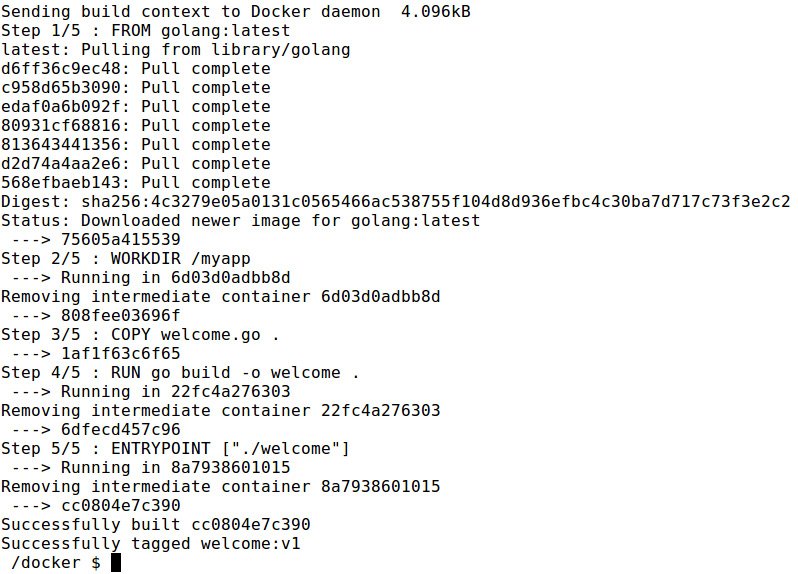 Sending build context to Docker daemon  4.096kB
Step 1/5 : FROM golang:latest
latest: Pulling from library/golang
d6ff36c9ec48: Pull complete
c958d65b3090: Pull complete
edaf0a6b092f: Pull complete
80931cf68816: Pull complete
813643441356: Pull complete
d2d74a4aa2e6: Pull complete
568efbaeb143: Pull complete
Digest: sha256:4c3279e05a0131c0565466ac538755f104d8d936efbc4c30ba7d717c73f3e2c2
Status: Downloaded newer image for golang:latest
 ---> 75605a415539
Step 2/5 : WORKDIR /myapp
 ---> Running in 6d03d0adbb8d
Removing intermediate container 6d03d0adbb8d
 ---> 808fee03696f
Step 3/5 : COPY welcome.go .
 ---> 1af1f63c6f65
Step 4/5 : RUN go build -o welcome .
 ---> Running in 22fc4a276303
Removing intermediate container 22fc4a276303
 ---> 6dfecd457c96
Step 5/5 : ENTRYPOINT ["./welcome"]
 ---> Running in 8a7938601015
Removing intermediate container 8a7938601015
 ---> cc0804e7c390
Successfully built cc0804e7c390
Successfully tagged welcome:v1
 /docker $